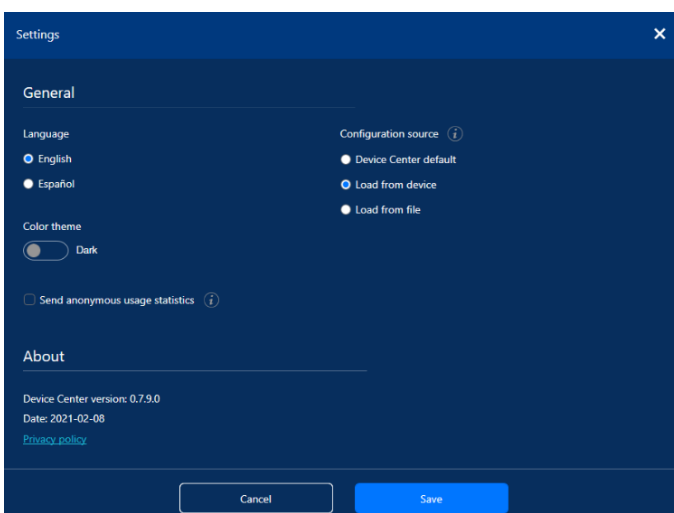 Settings
General
Language
English
Español
Color theme
Dark
Send anonymous usage statistics
Configuration source
Device Center default
Load from device
Load from file
About
Device Center version: 0.7.9.0
Date: 2021-02-08
Privacy policy
Cancel
Save